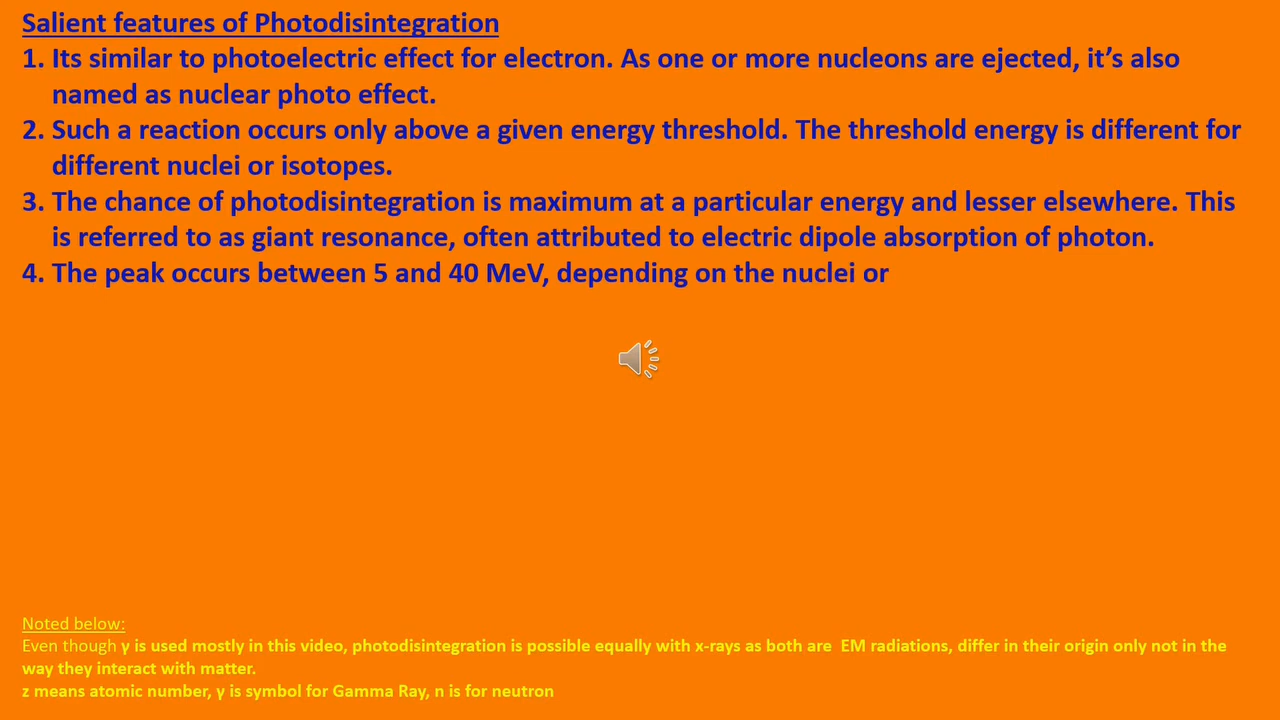 Salient features of Photodisintegration
1. Its similar to photoelectric effect for electron. As one or more nucleons are ejected, it’s also
named as nuclear photo effect.
2. Such a reaction occurs only above a given energy threshold. The threshold energy is different for
different nuclei or isotopes.
3. The chance of photodisintegration is maximum at a particular energy and lesser elsewhere. This
is referred to as giant resonance, often attributed to electric dipole absorption of photon.
4. The peak occurs between 5 and 40 MeV, depending on the nuclei or
Noted below:
Even though γ is used mostly in this video, photodisintegration is possible equally with x-rays as both are  EM radiations, differ in their origin only not in the
way they interact with matter.
z means atomic number, γ is symbol for Gamma Ray, n is for neutron